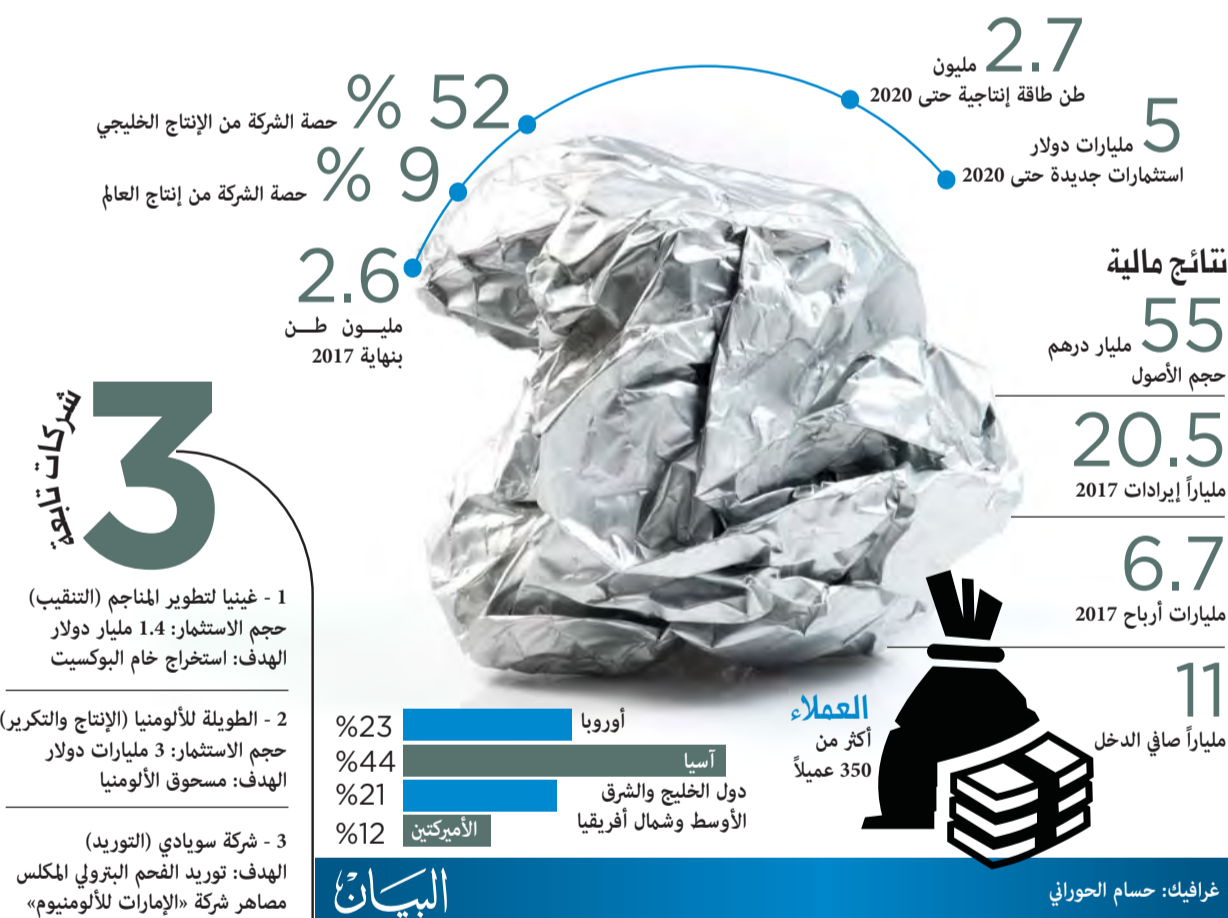 2.7 مليون
طن طاقة إنتاجية حتى 2020
5 مليارات دولار
استثمارات جديدة حتى 2020
52 % حصة الشركة من الإنتاج الخليجي
9 % حصة الشركة من إنتاج العالم
2.6
مليـــون طـــن
بنهاية 2017
نتائج مالية
55 مليار درهم
حجم الأصول
20.5
ملياراً إيرادات 2017
6.7
مليارات أرباح 2017
11
ملياراً صافي الدخل
العملاء
أكثر من
350 عميلاً
أوروبا %23
آسيا %44
دول الخليج والشرق
الأوسط وشمال أفريقيا %21
الأميركتين %12
3 شركات تابعة
1 - غينيا لتطوير المناجم (التنقيب)
حجم الاستثمار: 1.4 مليار دولار
الهدف: استخراج خام البوكسيت
2 - الطويلة للألومنيا (الإنتاج والتكرير)
حجم الاستثمار: 3 مليارات دولار
الهدف: مسحوق الألومنيا
3 - شركة سويادي (التوريد)
الهدف: توريد الفحم البترولي المكلس
مصاهر شركة «الإمارات للألومنيوم»
غرافيك: حسام الحوراني
البيان